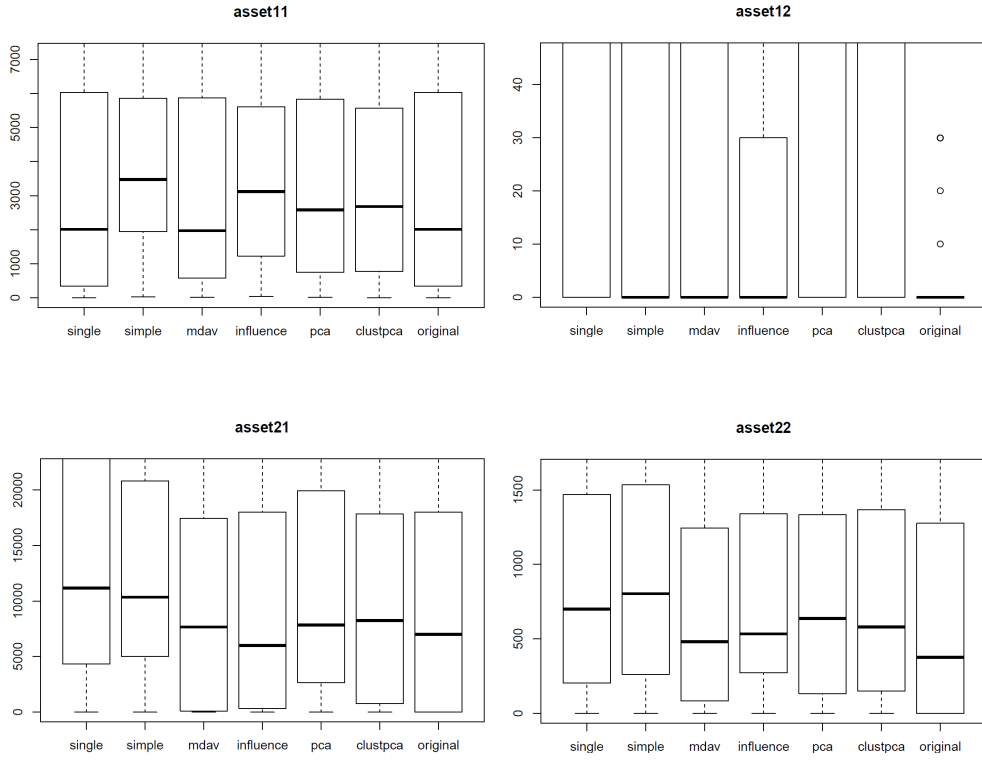 asset11
7000
5000
3000
1000
0
single simple mdav influence pca clustpca original
asset12
40
30
20
10
0
single simple mdav influence pca clustpca original
asset21
20000
15000
10000
5000
0
single simple mdav influence pca clustpca original
asset22
1500
1000
500
0
single simple mdav influence pca clustpca original